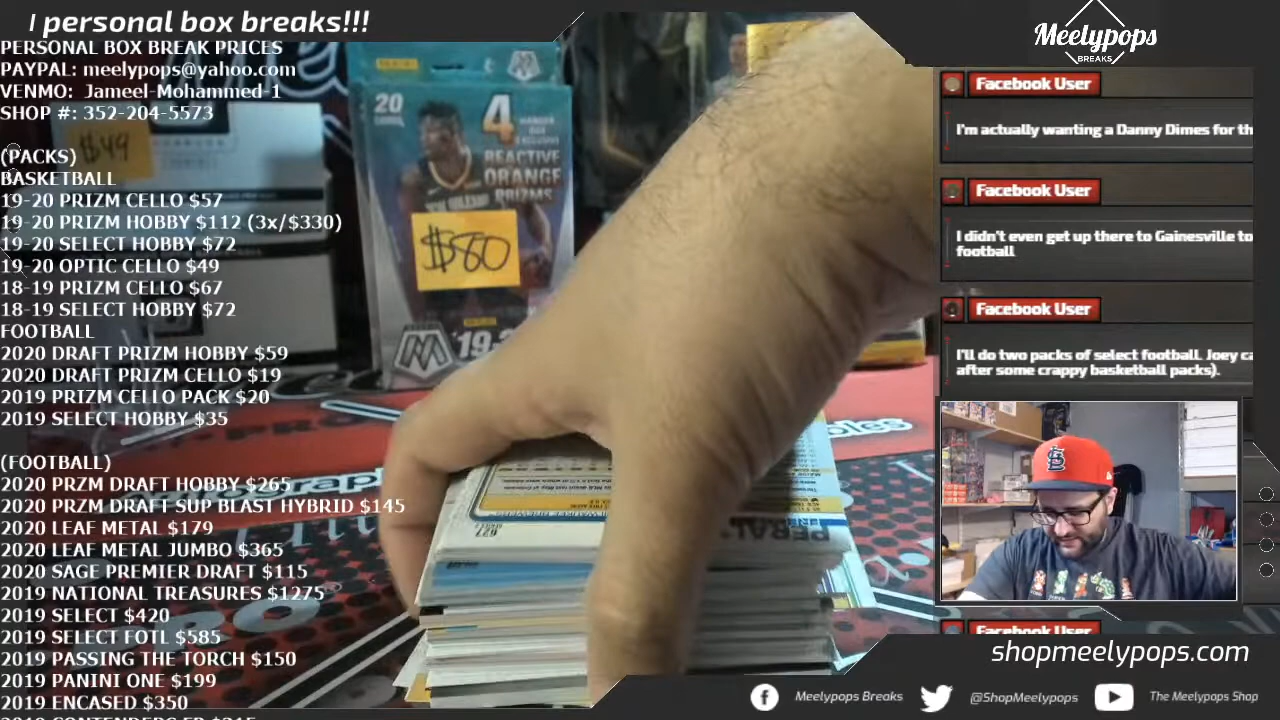 I personal box breaks!!!
PERSONAL BOX BREAK PRICES
PAYPAL: meelypops@yahoo.com
VENMO: Jameel-Mohammed-1
SHOP #: 352-204-5573
(PACKS)
BASKETBALL
19-20 PRIZM CELLO $57
19-20 PRIZM HOBBY $112 (3x/$330)
19-20 SELECT HOBBY $72
19-20 OPTIC CELLO $49
18-19 PRIZM CELLO $67
18-19 SELECT HOBBY $72
FOOTBALL
2020 DRAFT PRIZM HOBBY $59
2020 DRAFT PRIZM CELLO $19
2019 PRIZM CELLO PACK $20
2019 SELECT HOBBY $35
(FOOTBALL)
2020 PRZM DRAFT HOBBY $265
2020 PRZM DRAFT SUP BLAST HYBRID $145
2020 LEAF METAL $179
2020 LEAF METAL JUMBO $365
2020 SAGE PREMIER DRAFT $115
2019 NATIONAL TREASURES $1275
2019 SELECT $420
2019 SELECT FOTL $585
2019 PASSING THE TORCH $150
2019 PANINI ONE $199
2019 ENCASED $350
$49
20
4
REACTIVE
ORANGE
PRIZMS
$80
19-2
627
Meelypops
BREAKS
Facebook User
I'm actually wanting a Danny Dimes for th
Facebook User
I didn't even get up there to Gainesville to
football
Facebook User
I'll do two packs of select football. Joey ca
after some crappy basketball packs).
Facebook User
shopmeelypops.com
Meelypops Breaks
@ShopMeelypops
The Meelypops Shop